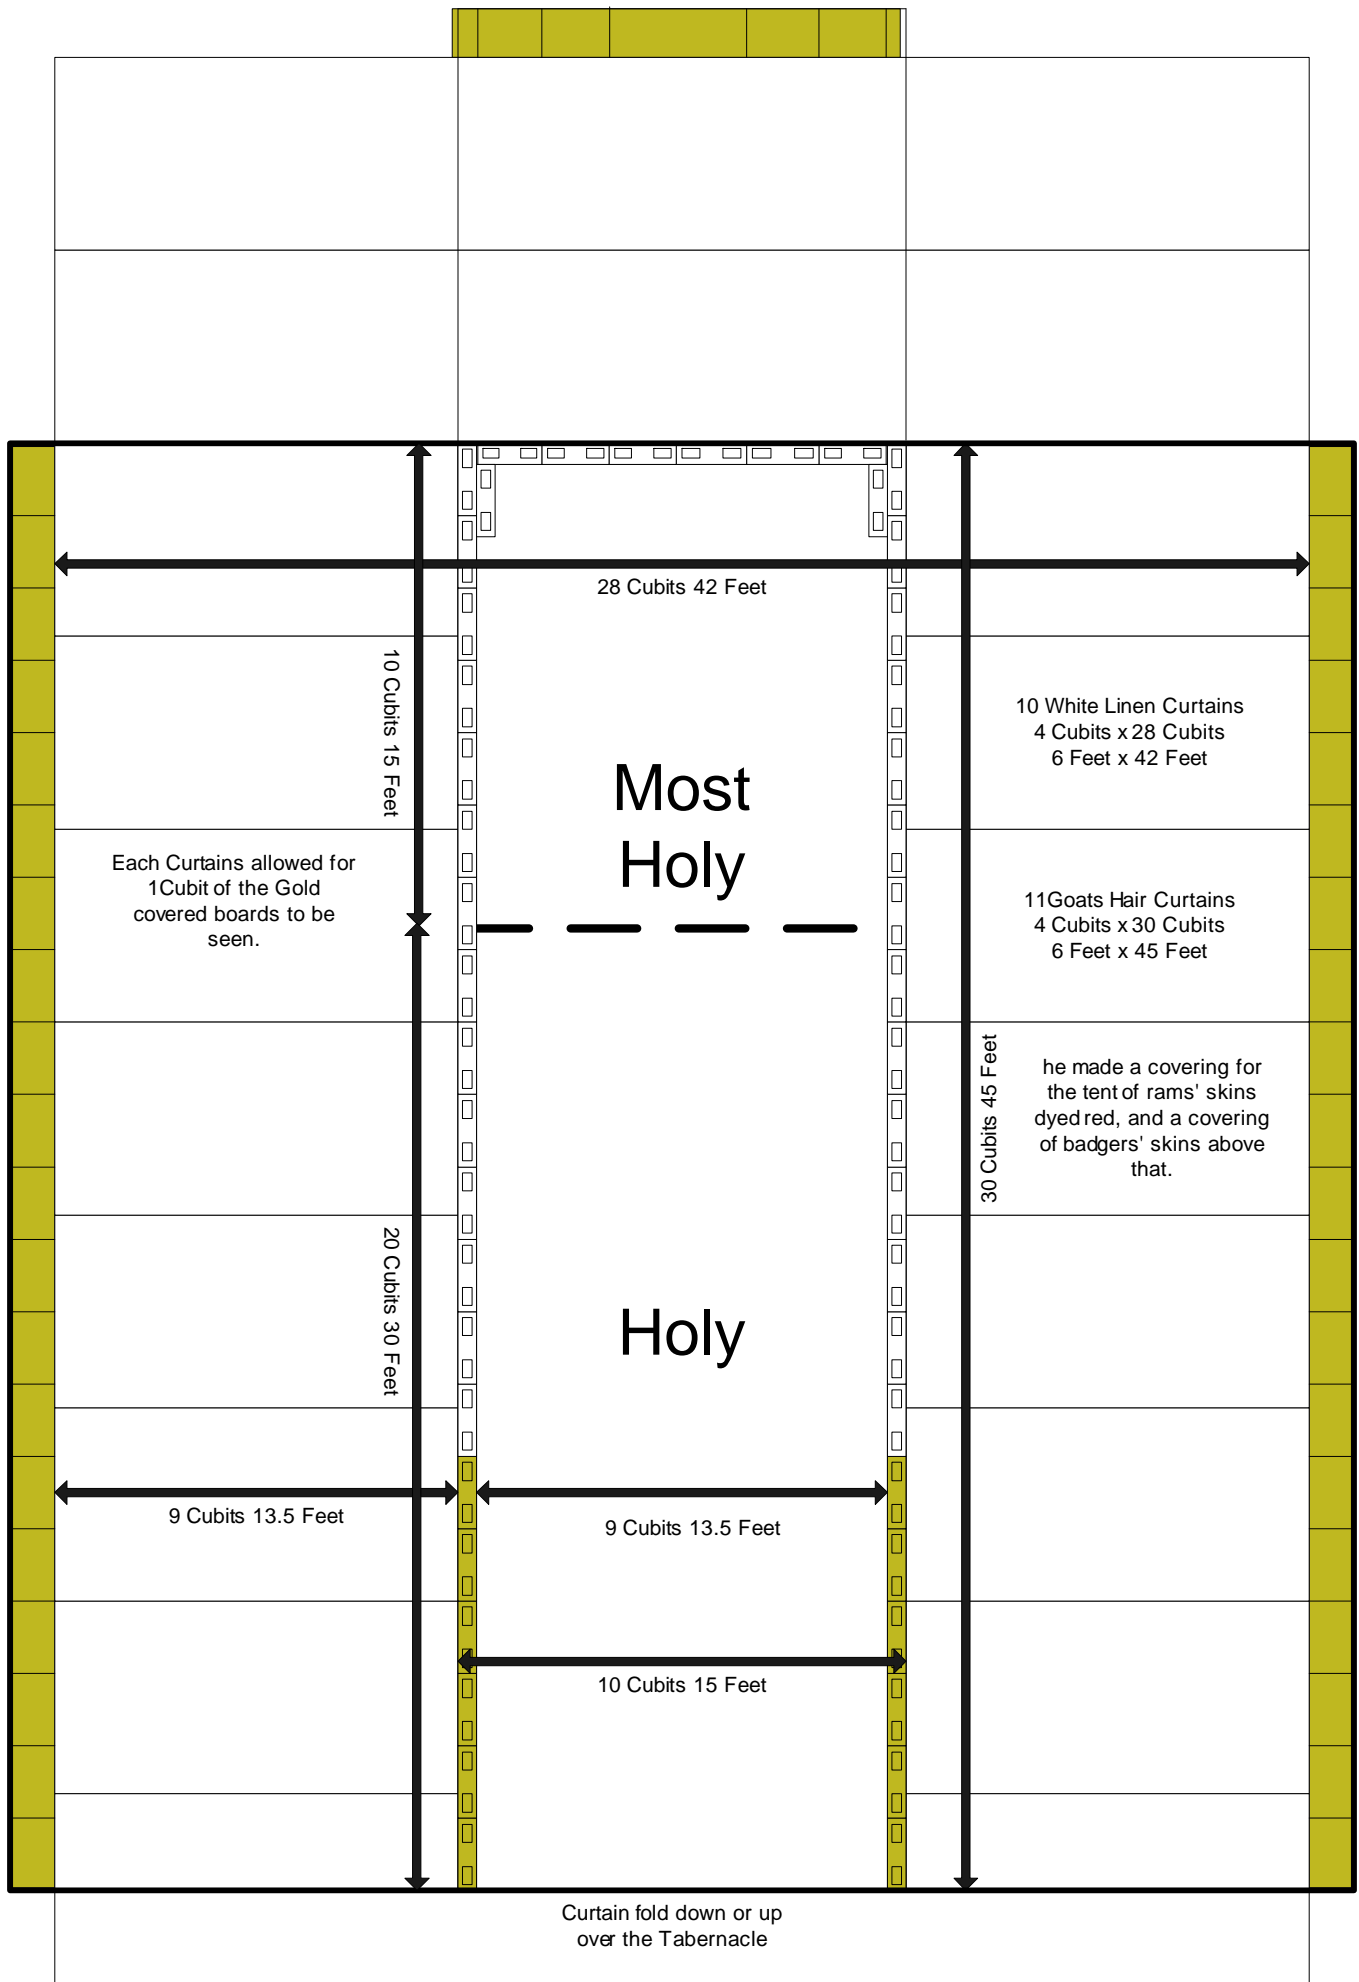 28 Cubits 42 Feet
10 Cubits 15 Feet
10 White Linen Curtains
4 Cubits x 28 Cubits
6 Feet x 42 Feet
Most
Holy
Each Curtains allowed for
1Cubit of the Gold
covered boards to be
seen.
11Goats Hair Curtains
4 Cubits x 30 Cubits
6 Feet x 45 Feet
30 Cubits 45 Feet
he made a covering for
the tent of rams' skins
dyed red, and a covering
of badgers' skins above
that.
20 Cubits 30 Feet
Holy
9 Cubits 13.5 Feet
9 Cubits 13.5 Feet
10 Cubits 15 Feet
Curtain fold down or up
over the Tabernacle